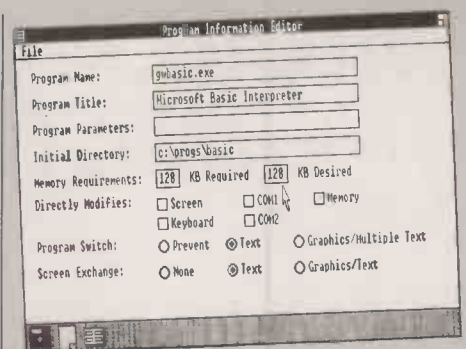 Program Information Editor
File
Program Name: gwbasic.exe
Program Title: Microsoft Basic Interpreter
Program Parameters:
Initial Directory: c:\progs\basic
Memory Requirements: 128 KB Required 128 KB Desired
Directly Modifies: Screen COM1 Memory
Keyboard COM2
Program Switch: Prevent Text Graphics/Multiple Text
Screen Exchange: None Text Graphics/Text